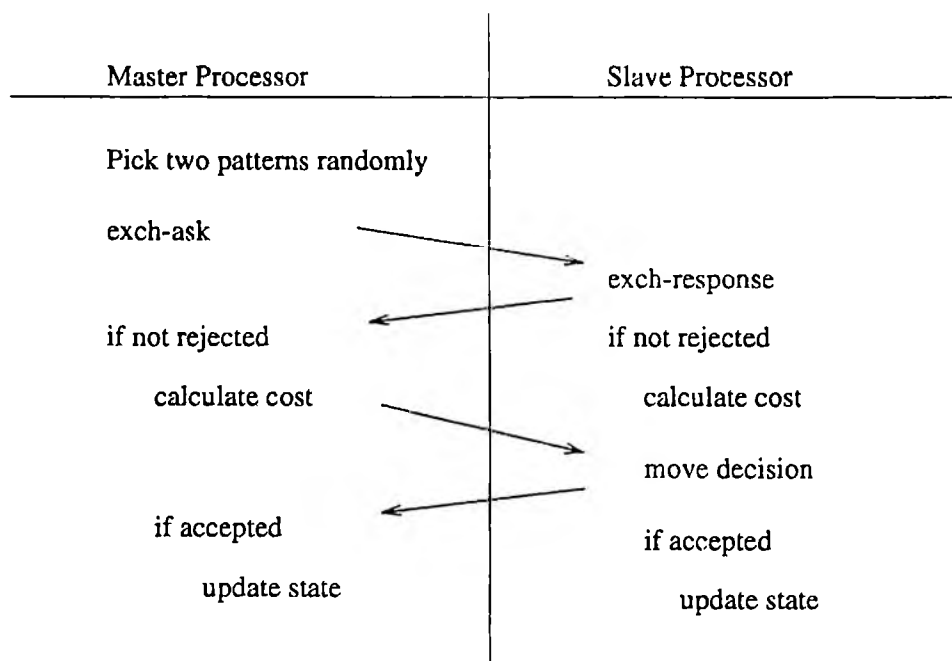 Master Processor
Slave Processor
Pick two patterns randomly
exch-ask
exch-response
if not rejected
if not rejected
calculate cost
calculate cost
move decision
if accepted
if accepted
update state
update state